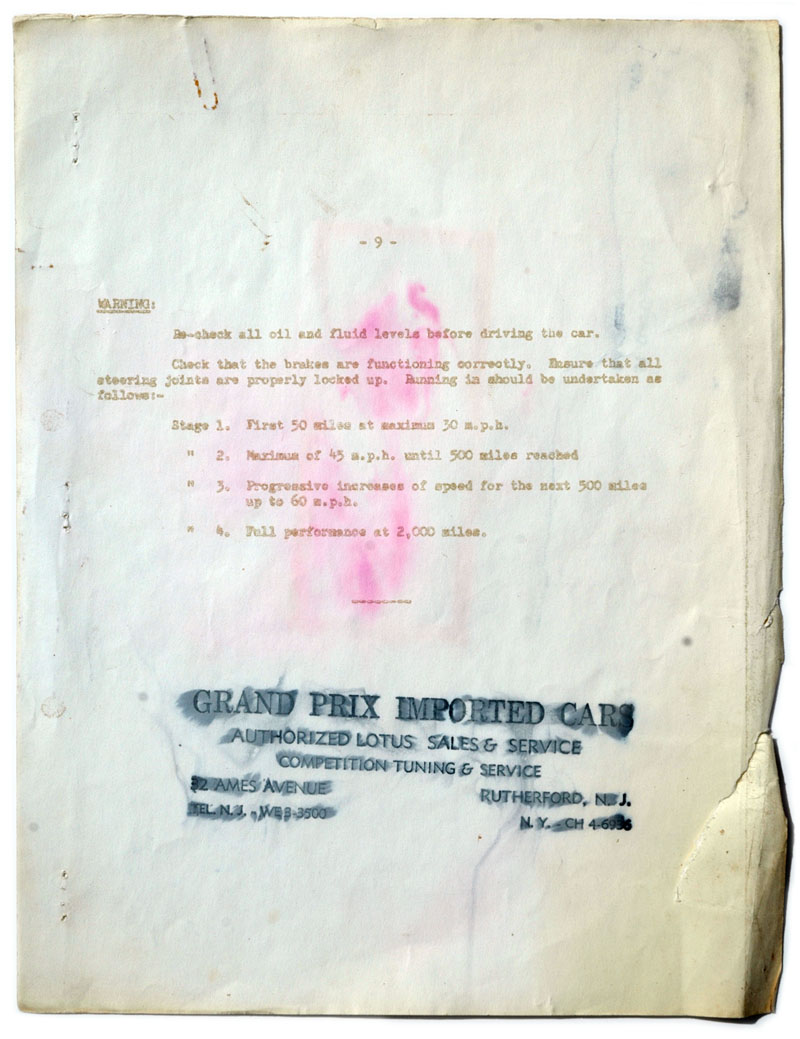 - 9 -
WARNING:
Re-check all oil and fluid levels before driving the car.
Check that the brakes are functioning correctly. Ensure that all
steering joints are properly locked up. Running in should be undertaken as
follows:-
Stage 1. First 50 miles at maximum 30 m.p.h.
" 2. Maximum of 45 m.p.h. until 500 miles reached
" 3. Progressive increases of speed for the next 500 miles
up to 60 m.p.h.
" 4. Full performance at 2,000 miles.
GRAND PRIX IMPORTED CARS
AUTHORIZED LOTUS SALES & SERVICE
COMPETITION TUNING & SERVICE
32 AMES AVENUE
RUTHERFORD, N. J.
TEL. N. J. - WE 3-3500
N. Y. - CH 4-6936